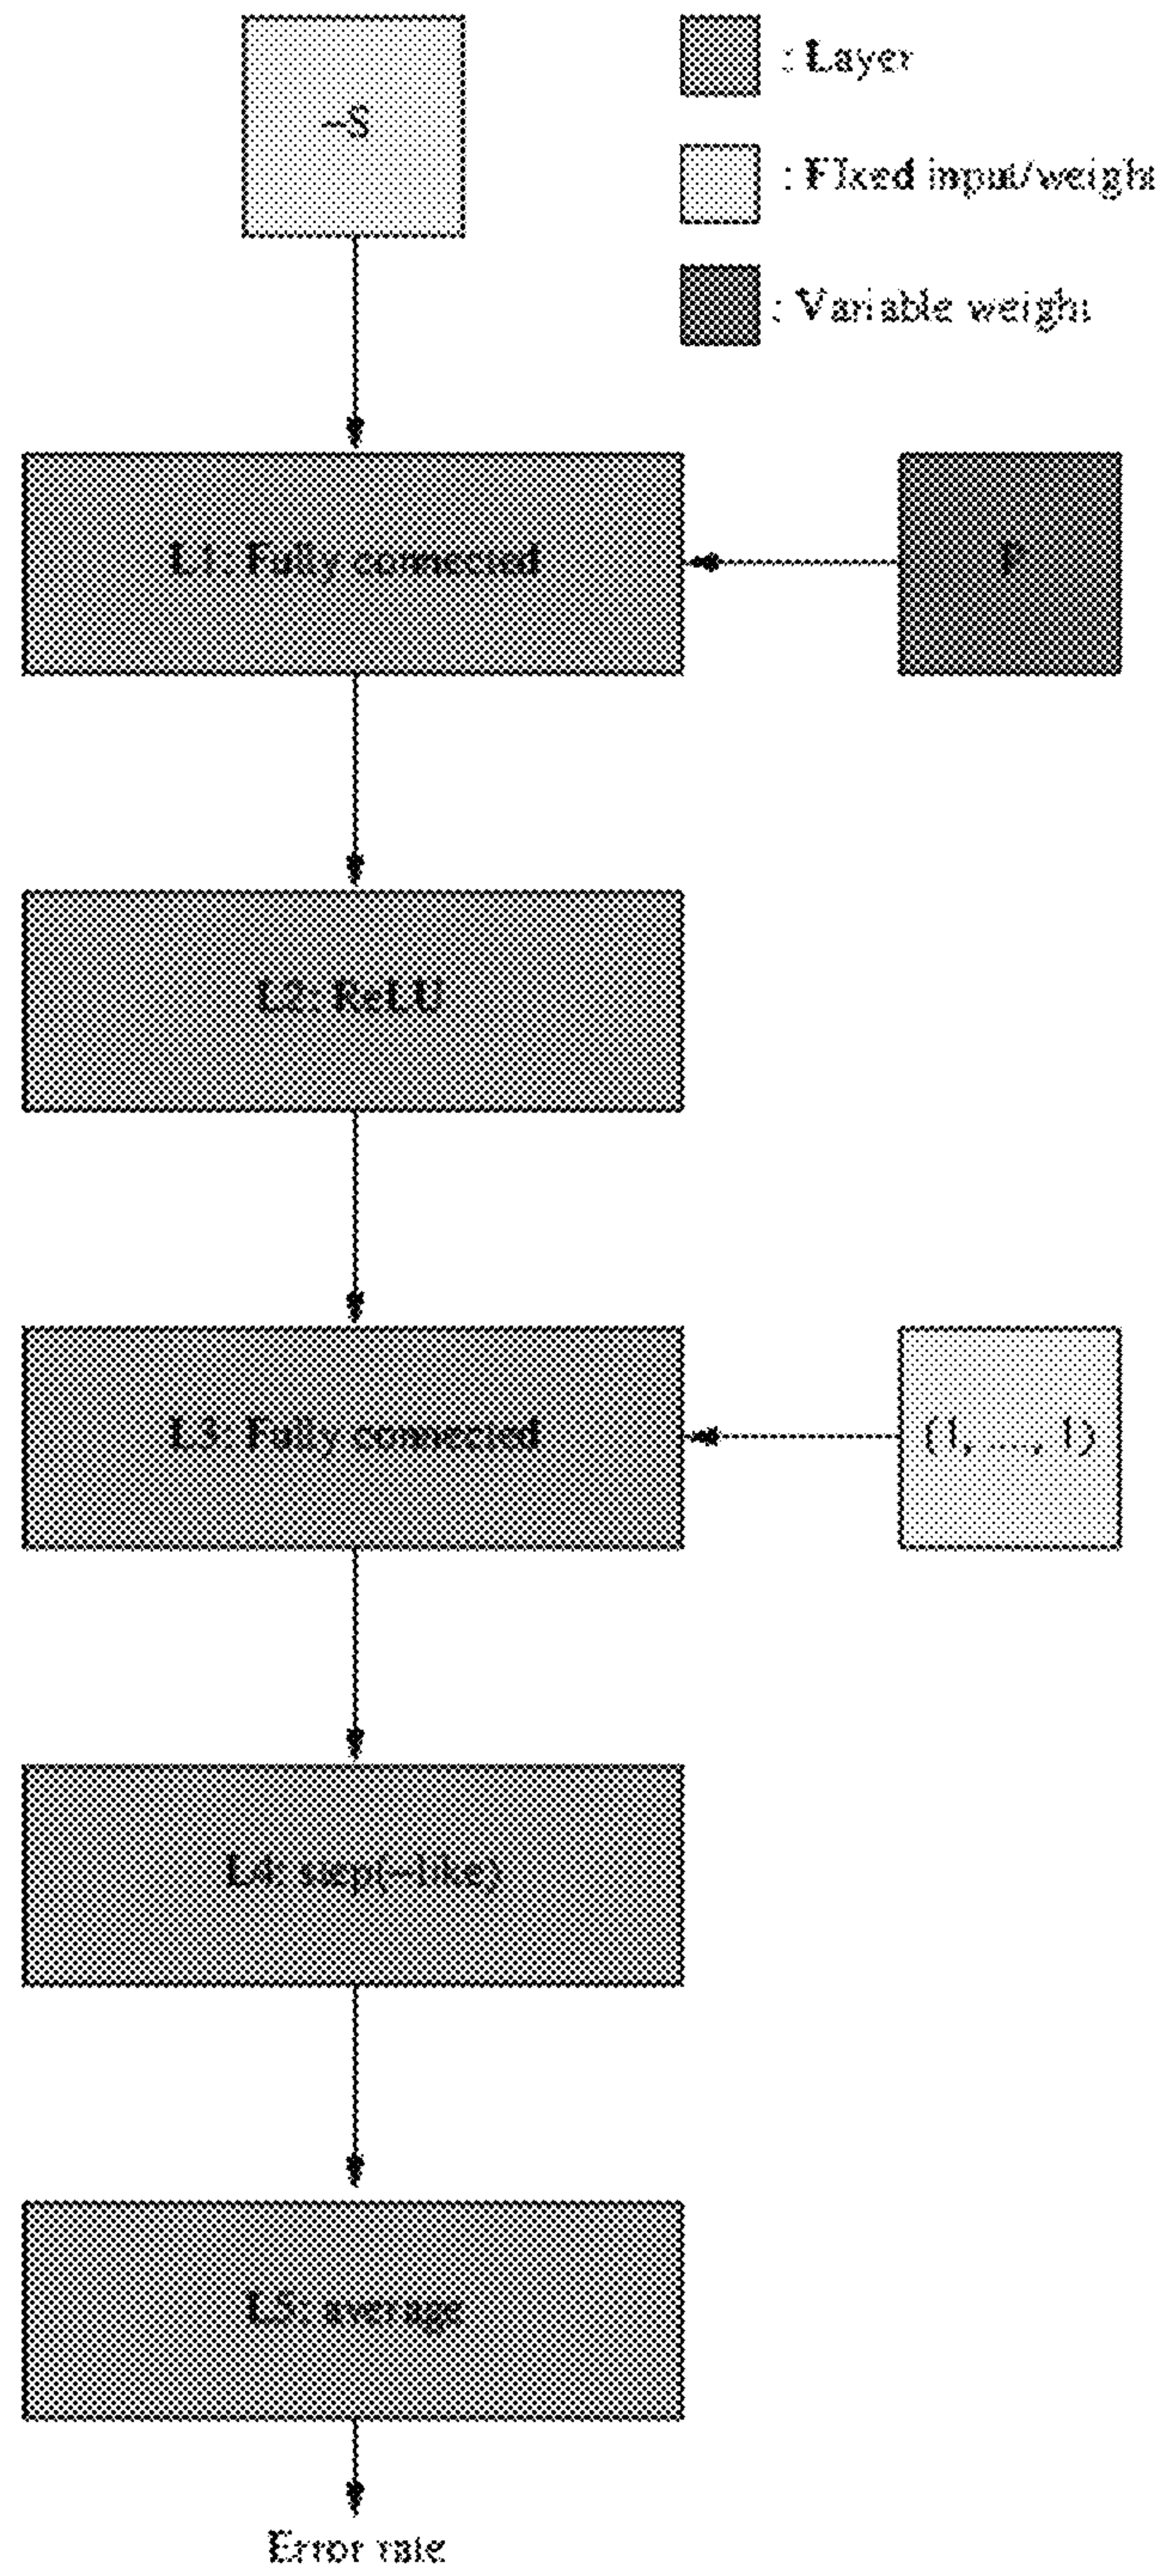 ¬S
: Layer
: Fixed input/weight
: Variable weight
L1: Fully connected
P
L2: ReLU
L3: Fully connected
(1, ..., 1)
L4: step(-like)
L5: average
Error rate